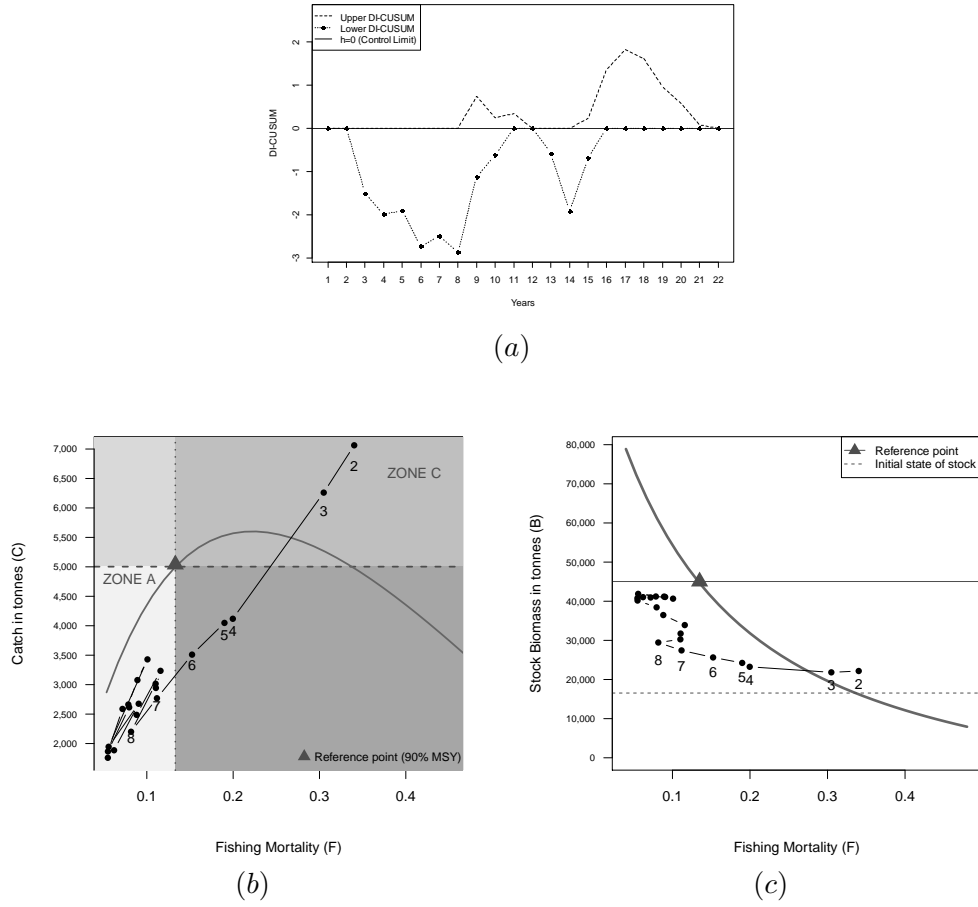 Upper DI-CUSUM
Lower DI-CUSUM
h=0 (Control Limit)
DI-CUSUM
2
1
0
-1
-2
-3
1 2 3 4 5 6 7 8 9 10 11 12 13 14 15 16 17 18 19 20 21 22
Years
(a)
Catch in tonnes (C)
7,000
6,500
6,000
5,500
5,000
4,500
4,000
3,500
3,000
2,500
2,000
ZONE C
ZONE A
2
3
5 4
6
7
8
Reference point (90% MSY)
0.1 0.2 0.3 0.4
Fishing Mortality (F)
(b)
Stock Biomass in tonnes (B)
80,000
70,000
60,000
50,000
40,000
30,000
20,000
10,000
0
Reference point
Initial state of stock
8 7 6 5 4 3 2
0.1 0.2 0.3 0.4
Fishing Mortality (F)
(c)